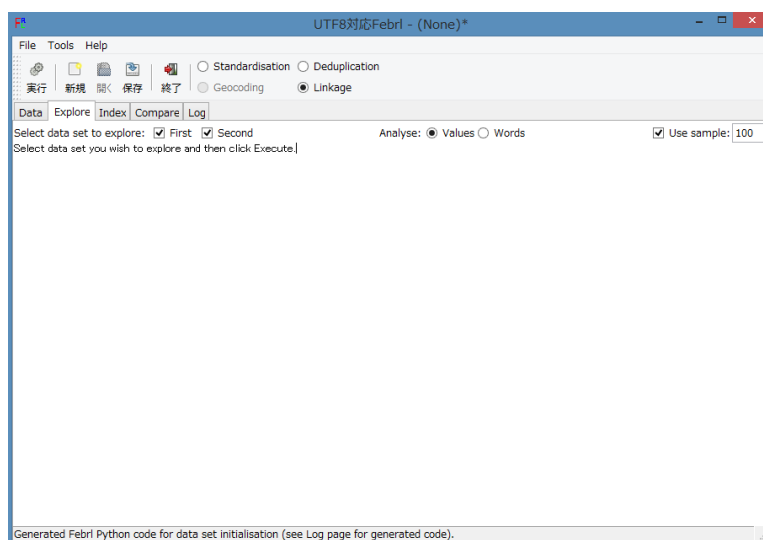 FR UTF8対応Febrl - (None)*
File Tools Help
Standardisation Deduplication
実行 新規 開く 保存 終了 Geocoding Linkage
Data Explore Index Compare Log
Select data set to explore: First Second Analyse: Values Words Use sample: 100
Select data set you wish to explore and then click Execute.
Generated Febrl Python code for data set initialisation (see Log page for generated code).